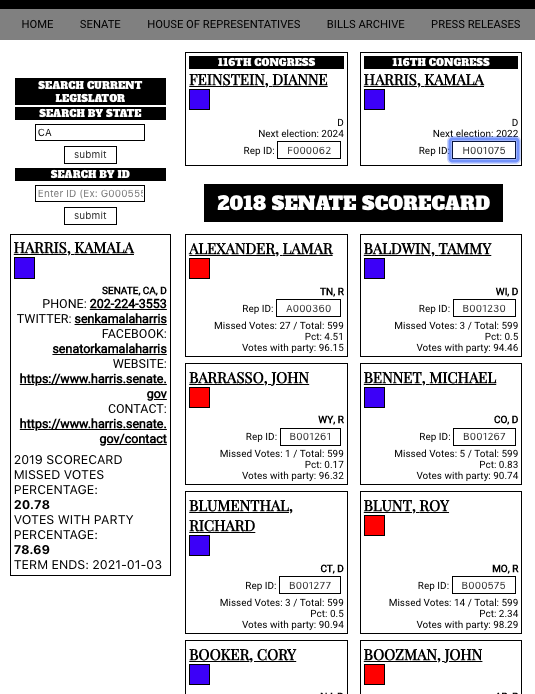 HOME SENATE HOUSE OF REPRESENTATIVES BILLS ARCHIVE PRESS RELEASES
SEARCH CURRENT
LEGISLATOR
SEARCH BY STATE
CA
submit
SEARCH BY ID
Enter ID (Ex: G000555
submit
HARRIS, KAMALA
SENATE, CA, D
PHONE: 202-224-3553
TWITTER: senkamalaharris
FACEBOOK:
senatorkamalaharris
WEBSITE:
https://www.harris.senate.
gov
CONTACT:
https://www.harris.senate.
gov/contact
2019 SCORECARD
MISSED VOTES
PERCENTAGE:
20.78
VOTES WITH PARTY
PERCENTAGE:
78.69
TERM ENDS: 2021-01-03
116TH CONGRESS
FEINSTEIN, DIANNE
D
Next election: 2024
Rep ID: F000062
116TH CONGRESS
HARRIS, KAMALA
D
Next election: 2022
Rep ID: H001075
2018 SENATE SCORECARD
ALEXANDER, LAMAR
TN, R
Rep ID: A000360
Missed Votes: 27 / Total: 599
Pct: 4.51
Votes with party: 96.15
BALDWIN, TAMMY
WI, D
Rep ID: B001230
Missed Votes: 3 / Total: 599
Pct: 0.5
Votes with party: 94.46
BARRASSO, JOHN
WY, R
Rep ID: B001261
Missed Votes: 1 / Total: 599
Pct: 0.17
Votes with party: 96.32
BENNET, MICHAEL
CO, D
Rep ID: B001267
Missed Votes: 5 / Total: 599
Pct: 0.83
Votes with party: 90.74
BLUMENTHAL,
RICHARD
CT, D
Rep ID: B001277
Missed Votes: 3 / Total: 599
Pct: 0.5
Votes with party: 90.94
BLUNT, ROY
MO, R
Rep ID: B000575
Missed Votes: 14 / Total: 599
Pct: 2.34
Votes with party: 98.29
BOOKER, CORY
BOOZMAN, JOHN